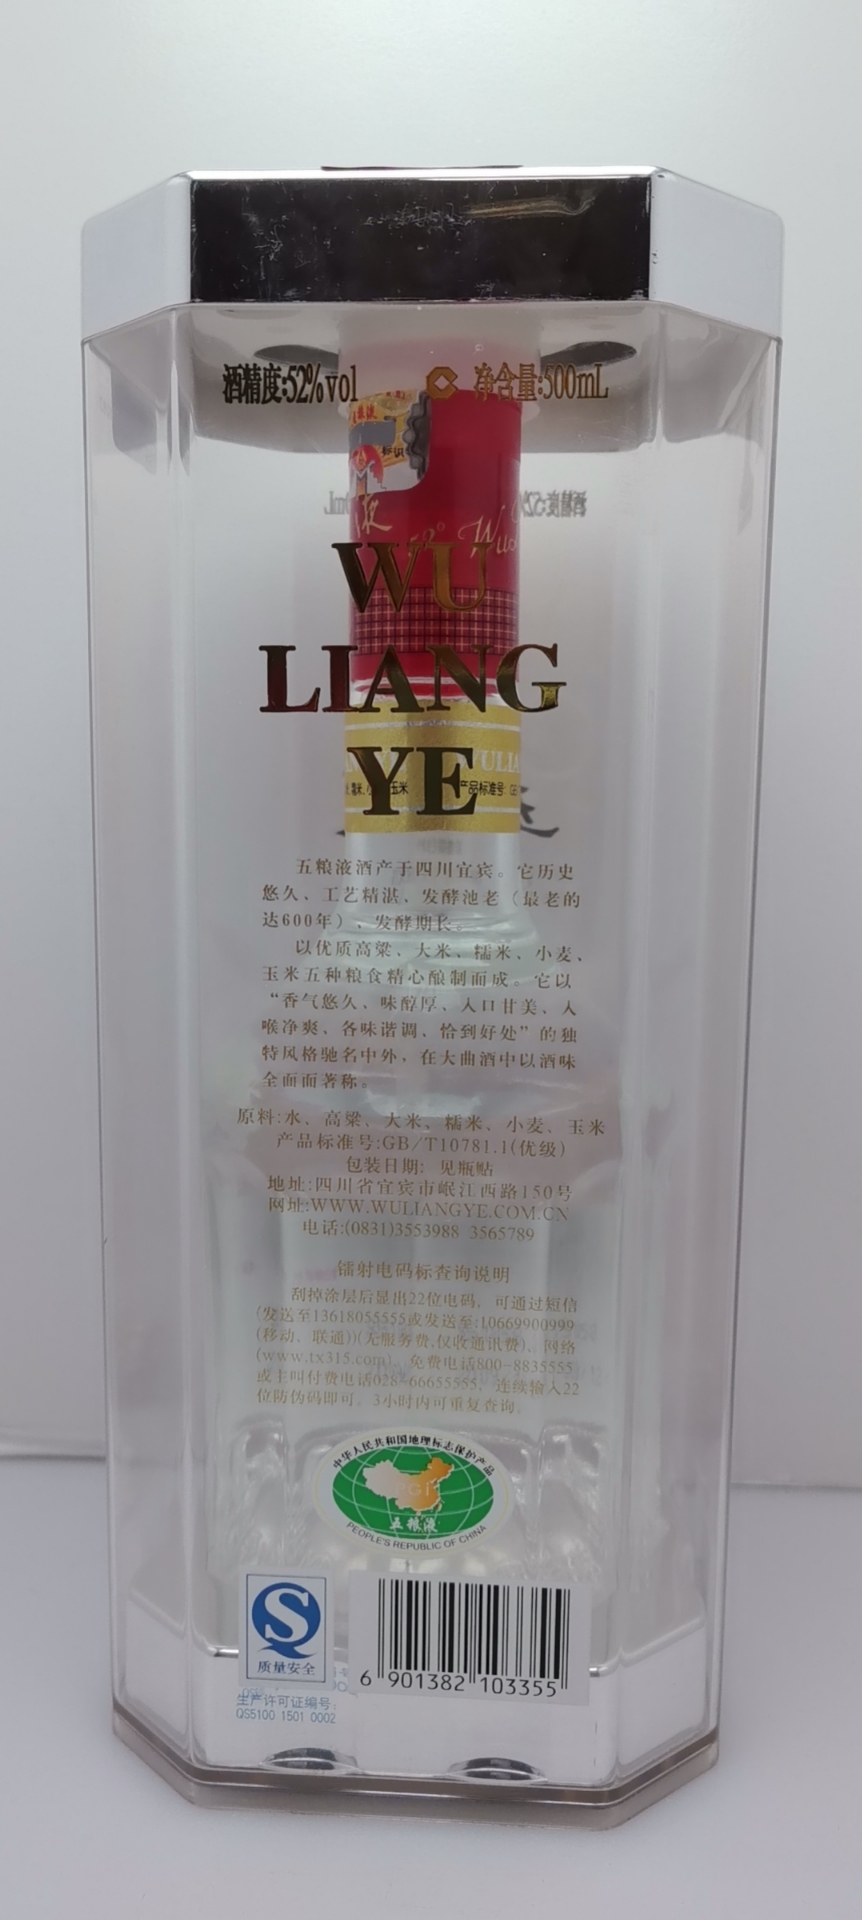 酒精度:52%vol 净含量:500mL
标识
液
52°
WU
LIANG
YE
产品标准号:
五粮液酒产于四川宜宾。它历史
悠久、工艺精湛、发酵池老（最老的
达600年）、发酵期长。
以优质高粱、大米、糯米、小麦、
玉米五种粮食精心酿制而成。它以
“香气悠久、味醇厚、入口甘美、入
喉净爽、各味谐调、恰到好处”的独
特风格驰名中外，在大曲酒中以酒味
全面而著称。
原料:水、高粱、大米、糯米、小麦、玉米
产品标准号:GB/T10781.1(优级)
包装日期: 见瓶贴
地址:四川省宜宾市岷江西路150号
网址:WWW.WULIANGYE.COM.CN
电话:(0831)3553988 3565789
镭射电码标查询说明
刮掉涂层后显出22位电码，可通过短信
(发送至13618055555或发送至:10669900999
(移动、联通))(无服务费,仅收通讯费)、网络
(www.tx315.com)、免费电话800-8835555
或主叫付费电话028-66655555，连续输入22
位防伪码即可。3小时内可重复查询。
中华人民共和国地理标志保护产品
PGI
五粮液
PEOPLE'S REPUBLIC OF CHINA
质量安全
生产许可证编号:
QS5100 1501 0002
6 901382 103355